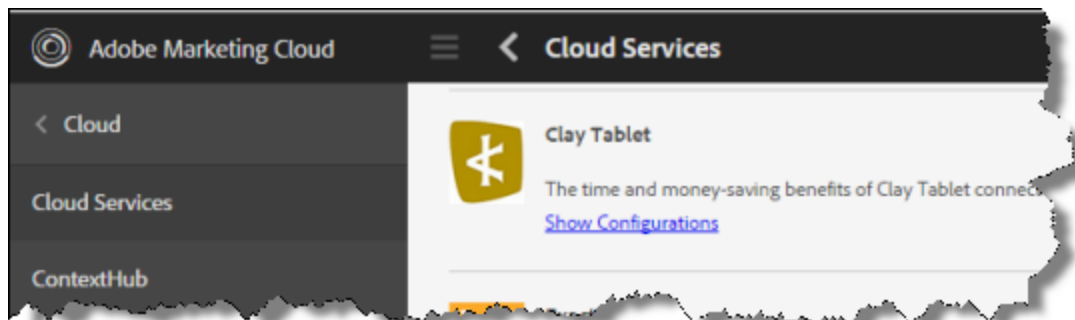 Adobe Marketing Cloud
Cloud Services
< Cloud
Cloud Services
ContextHub
Clay Tablet
The time and money-saving benefits of Clay Tablet
Show Configurations